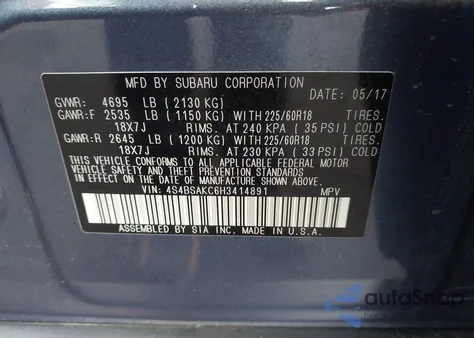 MFD BY SUBARU CORPORATION
GVWR: 4695 LB (2130 KG) DATE: 05/17
GAWR:F 2535 LB (1150 KG) WITH 225/60R18 TIRES.
18X7J RIMS. AT 240 KPA (35 PSI) COLD
GAWR:R 2645 LB (1200 KG) WITH 225/60R18 TIRES.
18X7J RIMS. AT 230 KPA (33 PSI) COLD
THIS VEHICLE CONFORMS TO ALL APPLICABLE FEDERAL MOTOR
VEHICLE SAFETY AND THEFT PREVENTION STANDARDS IN
EFFECT ON THE DATE OF MANUFACTURE SHOWN ABOVE.
VIN: 4S4BSAKC6H3414891 MPV
ASSEMBLED BY SIA INC. MADE IN U.S.A.
autoSnap